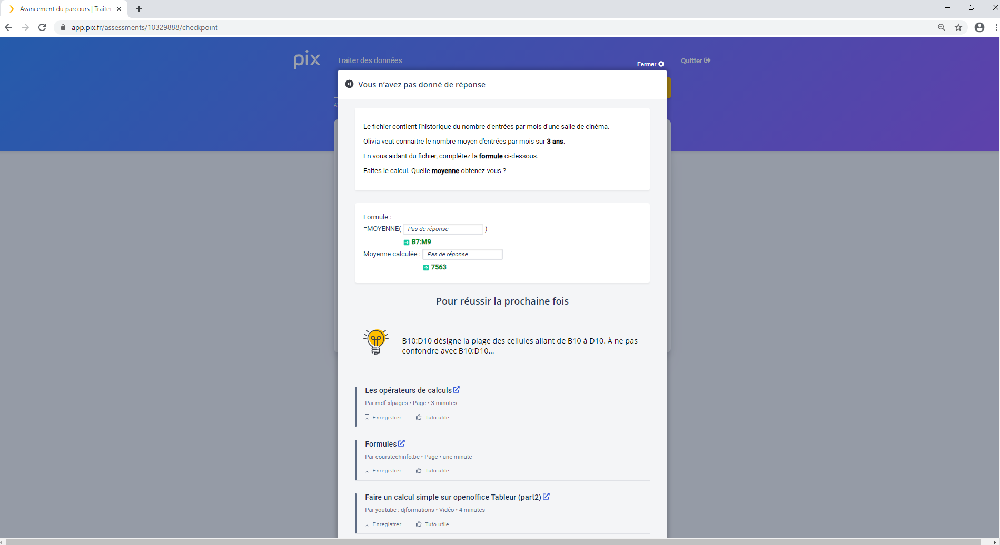 Avancement du parcours | Traiter
app.pix.fr/assessments/10329888/checkpoint
pix
Traiter des données
Fermer
Quitter
Vous n'avez pas donné de réponse
Le fichier contient l'historique du nombre d'entrées par mois d'une salle de cinéma.
Olivia veut connaitre le nombre moyen d'entrées par mois sur 3 ans.
En vous aidant du fichier, complétez la formule ci-dessous.
Faites le calcul. Quelle moyenne obtenez-vous ?
Formule :
=MOYENNE( Pas de réponse )
B7:M9
Moyenne calculée : Pas de réponse
7563
Pour réussir la prochaine fois
B10:D10 désigne la plage des cellules allant de B10 à D10. À ne pas
confondre avec B10;D10...
Les opérateurs de calculs
Par mdf-xlpages • Page • 3 minutes
Enregistrer Tuto utile
Formules
Par courstechinfo.be • Page • une minute
Enregistrer Tuto utile
Faire un calcul simple sur openoffice Tableur (part2)
Par youtube : djformations • Vidéo • 4 minutes
Enregistrer Tuto utile